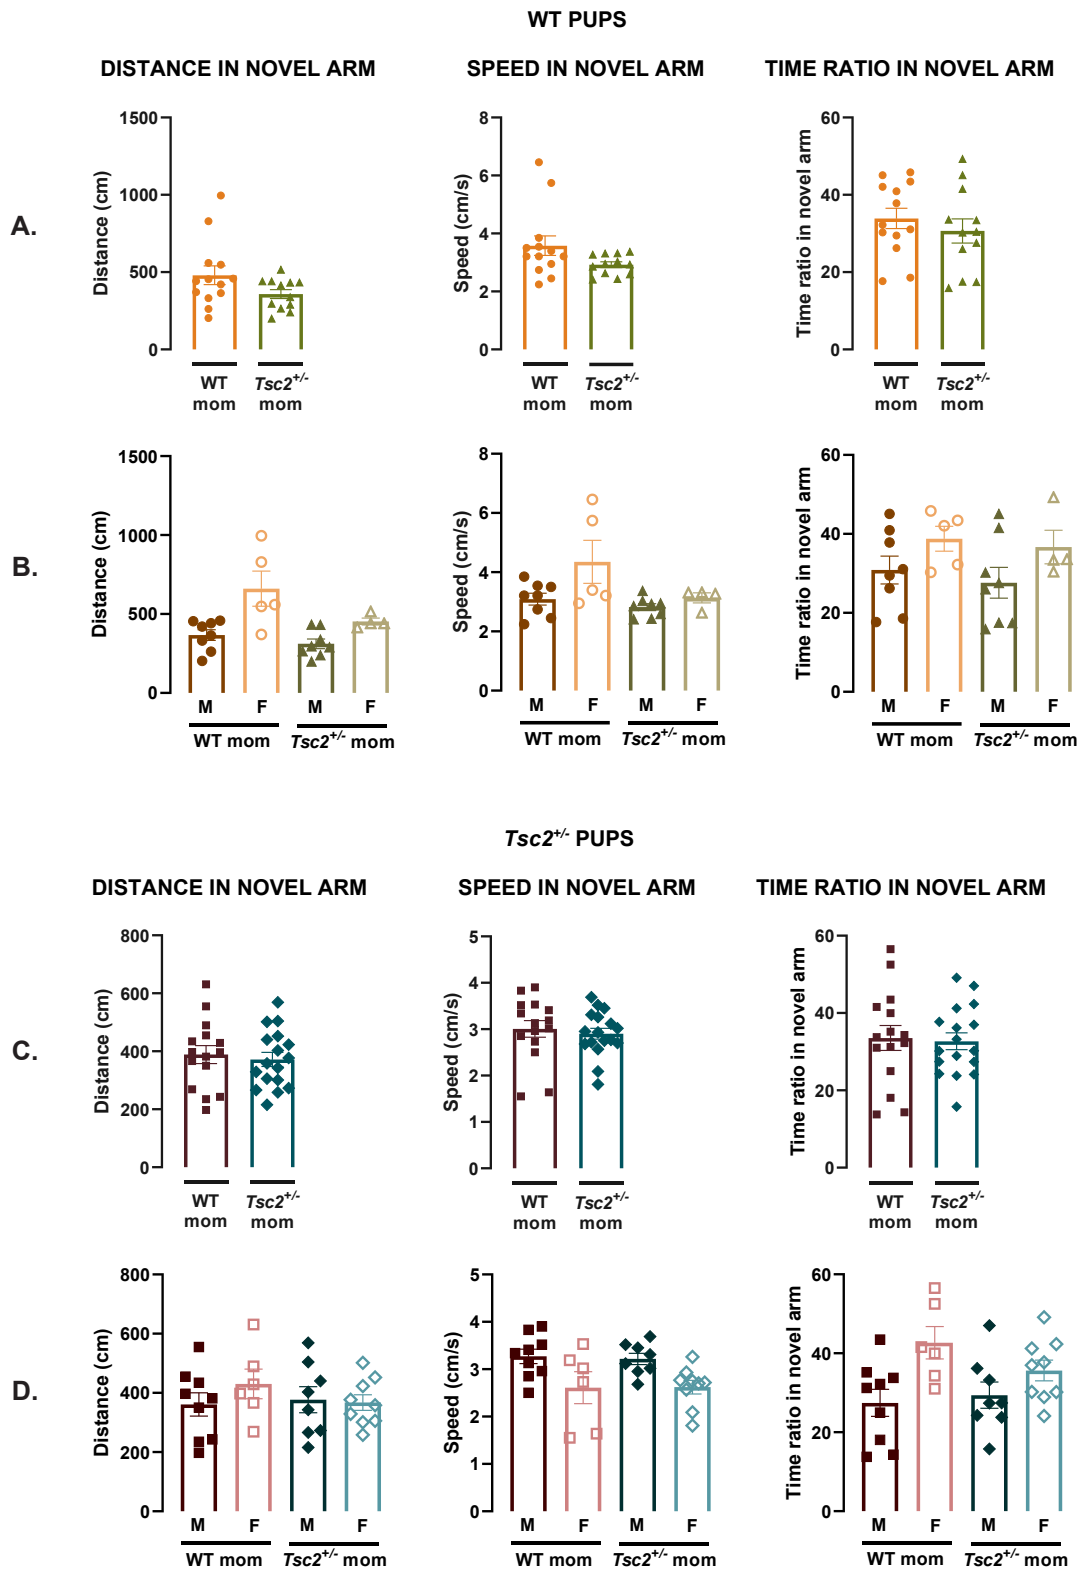 WT PUPS
DISTANCE IN NOVEL ARM
SPEED IN NOVEL ARM
TIME RATIO IN NOVEL ARM
A.
Distance (cm)
1500
1000
500
0
WT
mom
Tsc2+/-
mom
Speed (cm/s)
8
6
4
2
0
WT
mom
Tsc2+/-
mom
Time ratio in novel arm
60
40
20
0
WT
mom
Tsc2+/-
mom
B.
Distance (cm)
1500
1000
500
0
M F M F
WT mom Tsc2+/- mom
Speed (cm/s)
8
6
4
2
0
M F M F
WT mom Tsc2+/- mom
Time ratio in novel arm
60
40
20
0
M F M F
WT mom Tsc2+/- mom
Tsc2+/- PUPS
DISTANCE IN NOVEL ARM
SPEED IN NOVEL ARM
TIME RATIO IN NOVEL ARM
C.
Distance (cm)
800
600
400
200
0
WT
mom
Tsc2+/-
mom
Speed (cm/s)
5
4
3
2
1
0
WT
mom
Tsc2+/-
mom
Time ratio in novel arm
60
40
20
0
WT
mom
Tsc2+/-
mom
D.
Distance (cm)
800
600
400
200
0
M F M F
WT mom Tsc2+/- mom
Speed (cm/s)
5
4
3
2
1
0
M F M F
WT mom Tsc2+/- mom
Time ratio in novel arm
60
40
20
0
M F M F
WT mom Tsc2+/- mom